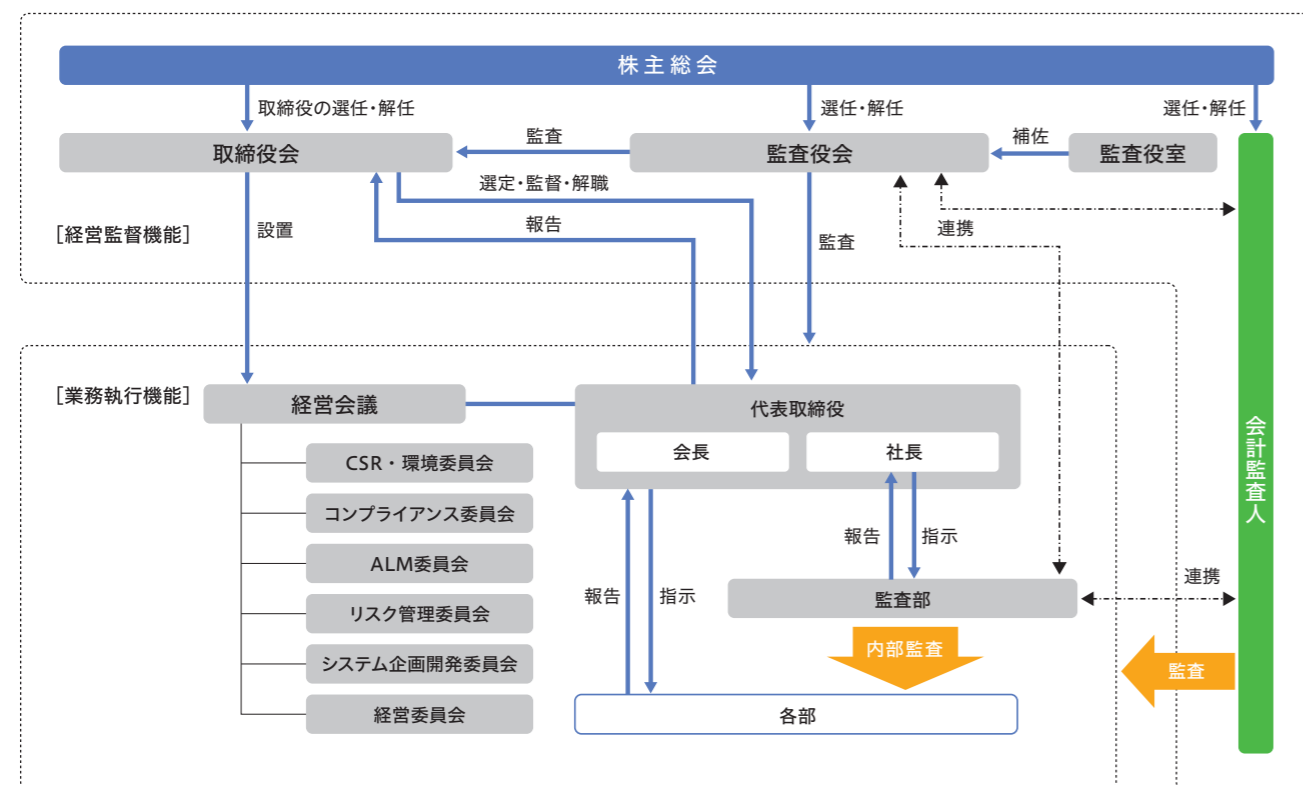 株主総会
取締役の選任・解任
選任・解任
選任・解任
取締役会
監査
監査役会
補佐
監査役室
選定・監督・解職
報告
連携
［経営監督機能］
設置
監査
［業務執行機能］
経営会議
代表取締役
会長
社長
CSR・環境委員会
コンプライアンス委員会
ALM委員会
リスク管理委員会
システム企画開発委員会
経営委員会
報告
指示
報告
指示
監査部
連携
内部監査
監査
各部
会計監査人